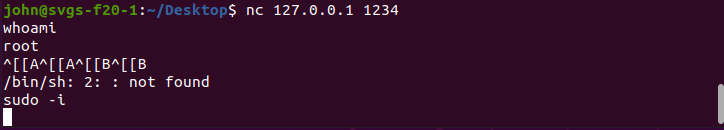 john@svgs-f20-1:~/Desktop$ nc 127.0.0.1 1234
whoami
root
^[[A^[[A^[[B^[[B
/bin/sh: 2: : not found
sudo -i